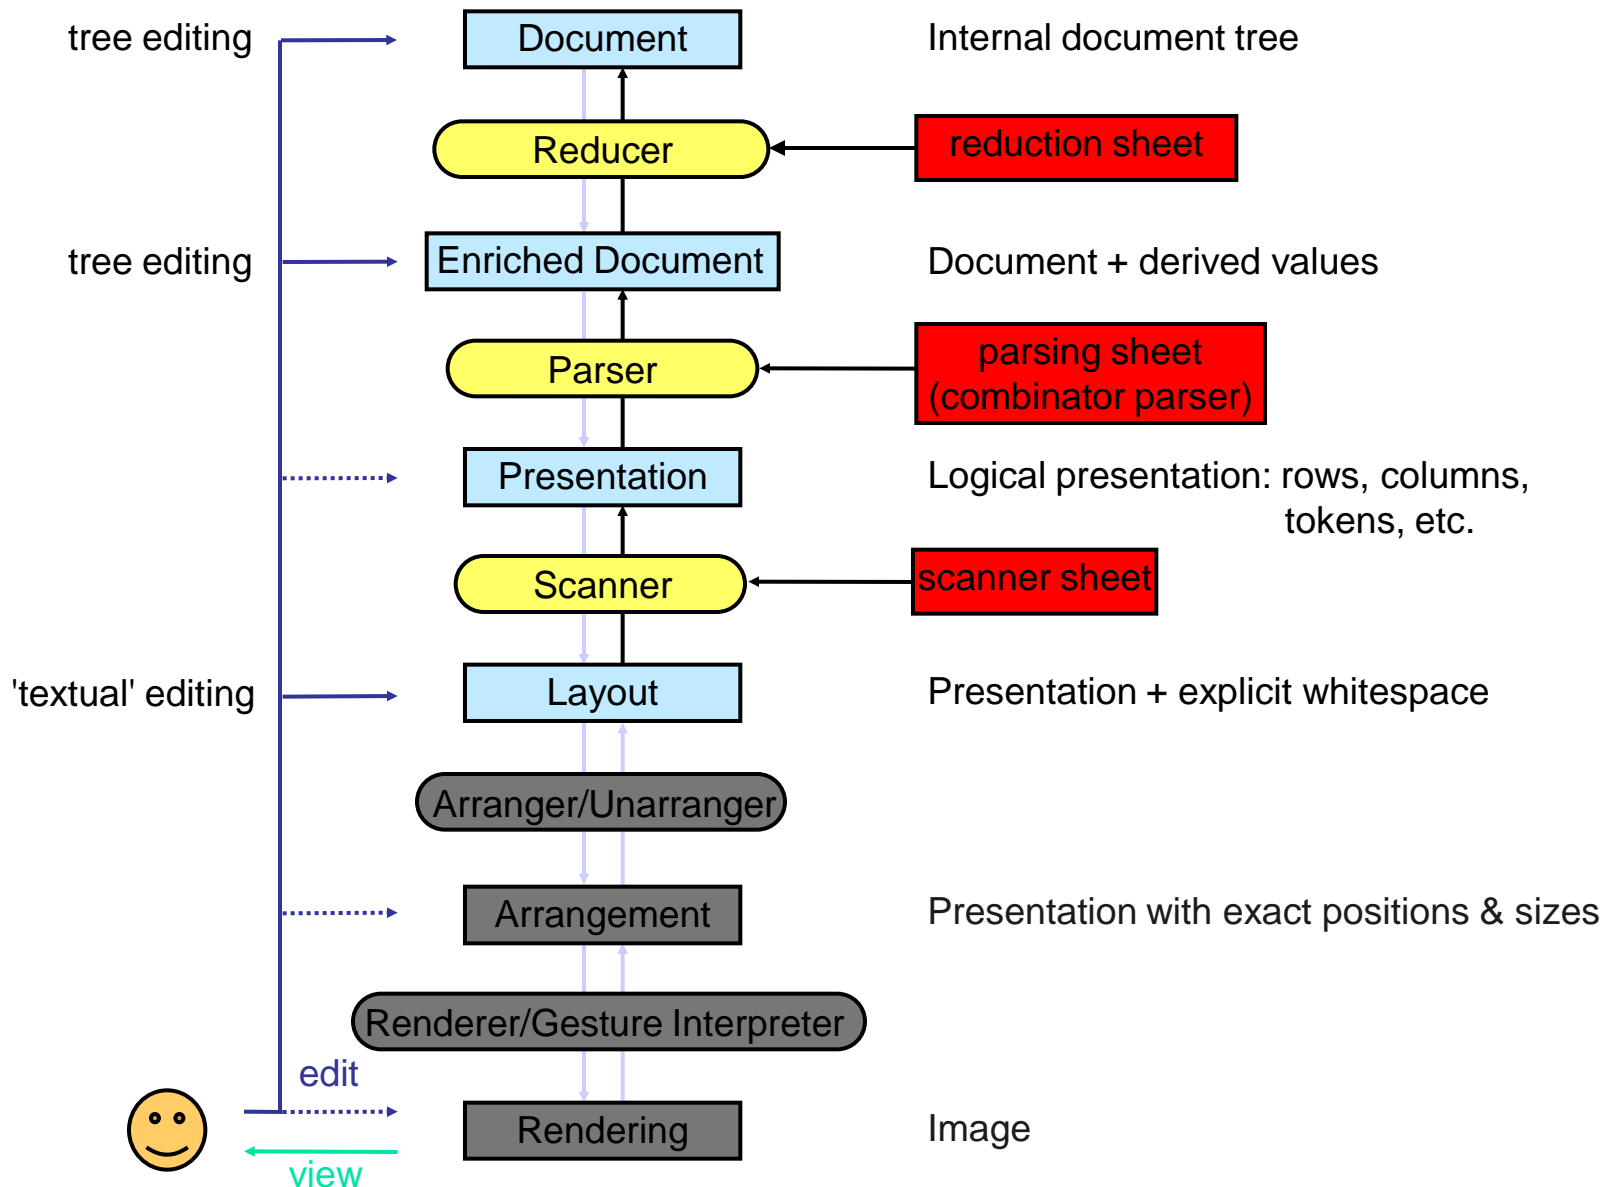 tree editing
Document
Internal document tree
Reducer
reduction sheet
tree editing
Enriched Document
Document + derived values
Parser
parsing sheet
(combinator parser)
Presentation
Logical presentation: rows, columns,
tokens, etc.
Scanner
scanner sheet
'textual' editing
Layout
Presentation + explicit whitespace
Arranger/Unarranger
Arrangement
Presentation with exact positions & sizes
Renderer/Gesture Interpreter
edit
Rendering
Image
view